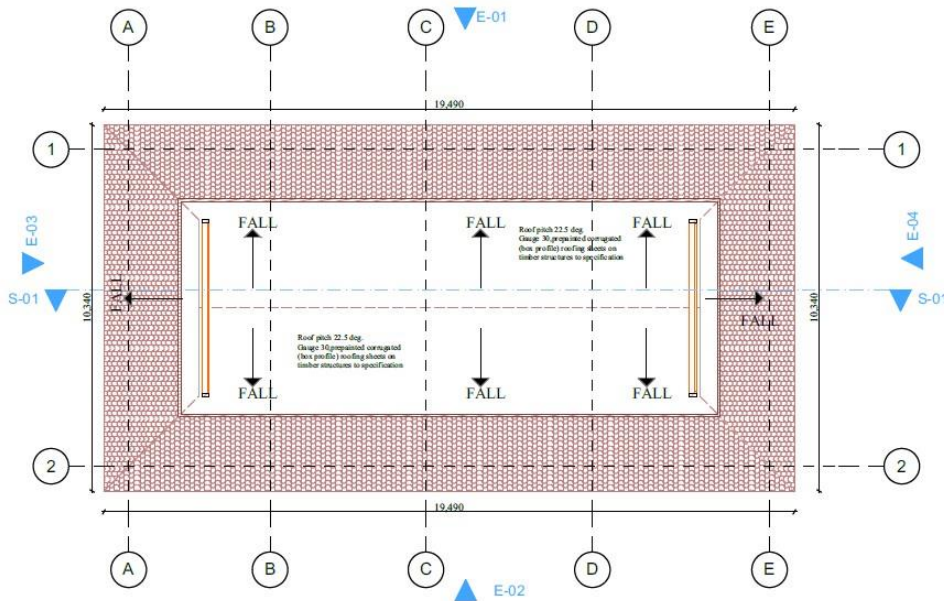 E-01
A B C D E
19,490
1 1
E-03 E-04
FALL FALL FALL
Roof pitch 22.5 deg.
Gauge 30,prepainted corrugated
(box profile) roofing sheets on
timber structures to specification
S-01 S-01
FALL FALL
10,340 10,340
Roof pitch 22.5 deg.
Gauge 30,prepainted corrugated
(box profile) roofing sheets on
timber structures to specification
FALL FALL FALL
2 2
19,490
A B C D E
E-02